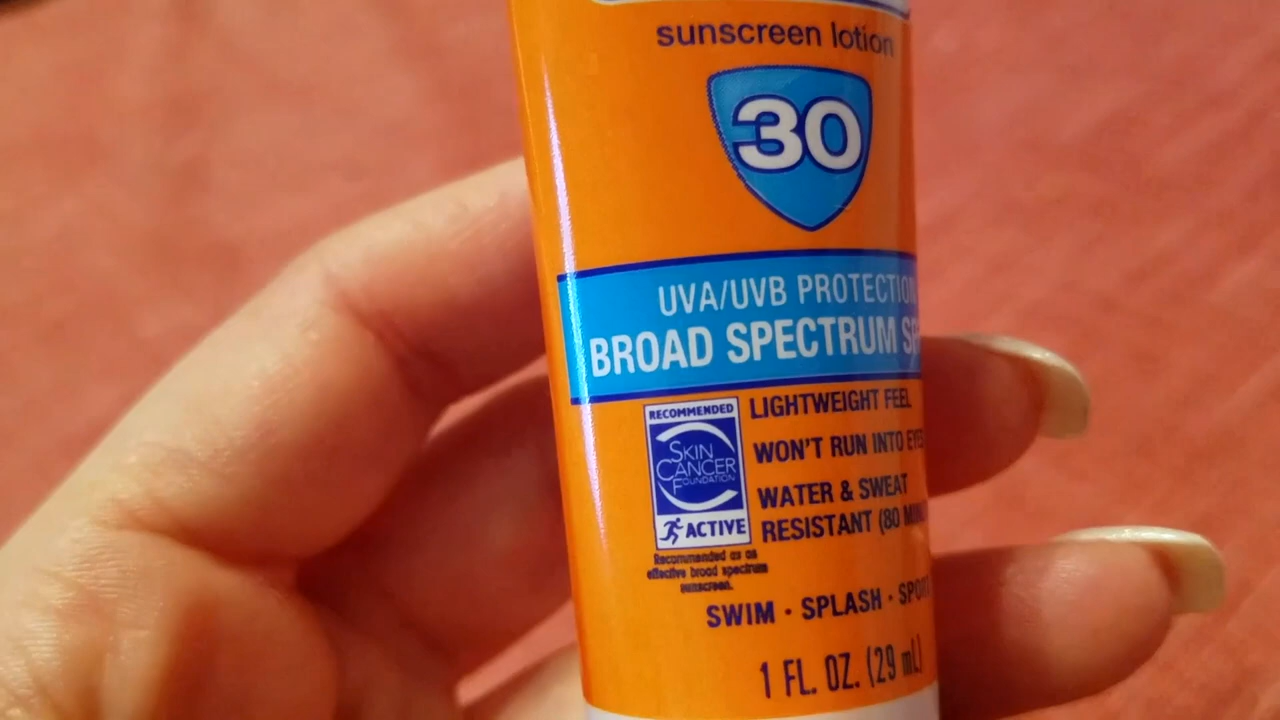 sunscreen lotion
30
UVA/UVB PROTECTION
BROAD SPECTRUM
RECOMMENDED
SKIN
CANCER
FOUNDATION
ACTIVE
Recommended as an
effective broad spectrum
sunscreen.
LIGHTWEIGHT FEEL
WON'T RUN INTO EYES
WATER & SWEAT
RESISTANT (80
SWIM · SPLASH ·
1 FL. OZ. (29 mL)